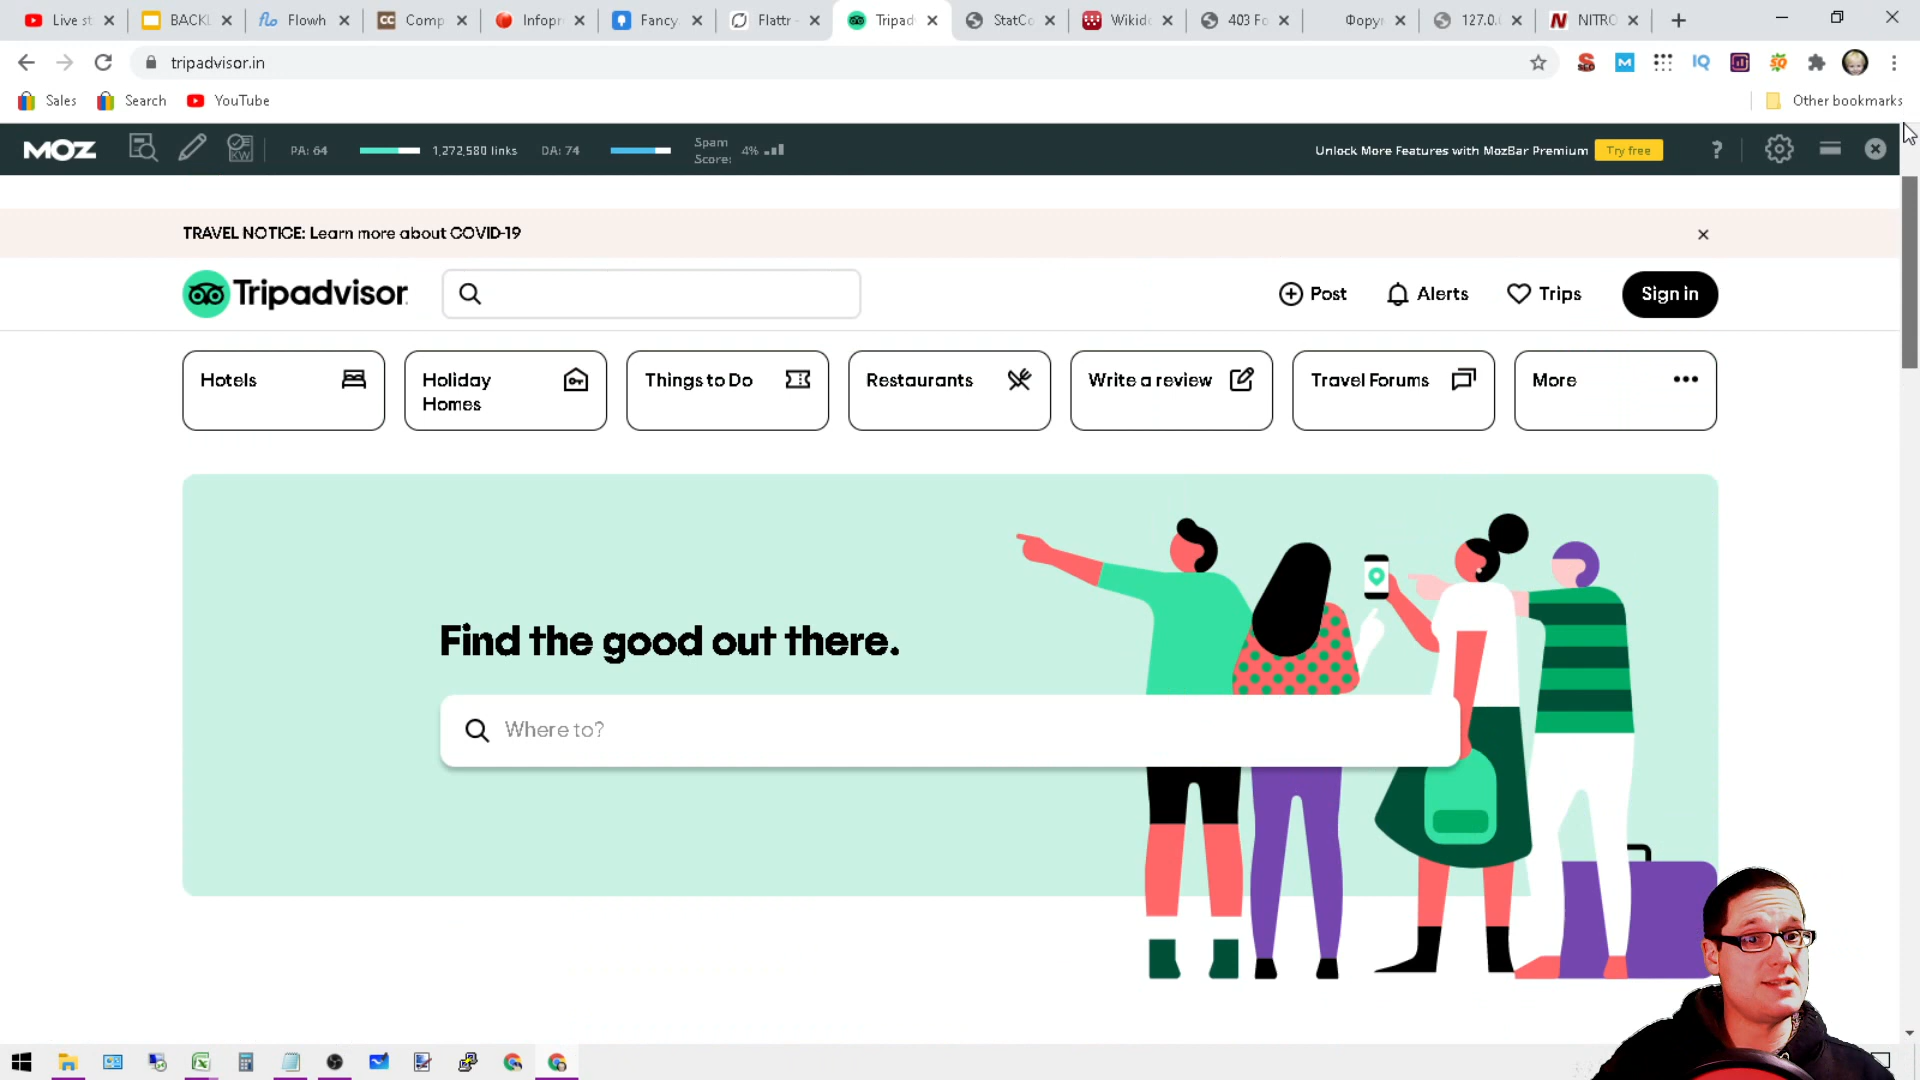 Live st
BACKL
Flowh
Comp
Infopr
Fancy
Flattr -
Tripad
StatCo
Wikid
403 Fo
Форум
127.0.
NITRO
tripadvisor.in
Sales
Search
YouTube
Other bookmarks
MOZ
KW
PA: 64
1,272,580 links
DA: 74
Spam
Score: 4%
Unlock More Features with MozBar Premium
Try free
TRAVEL NOTICE: Learn more about COVID-19
Tripadvisor
Post
Alerts
Trips
Sign in
Hotels
Holiday
Homes
Things to Do
Restaurants
Write a review
Travel Forums
More
Find the good out there.
Where to?